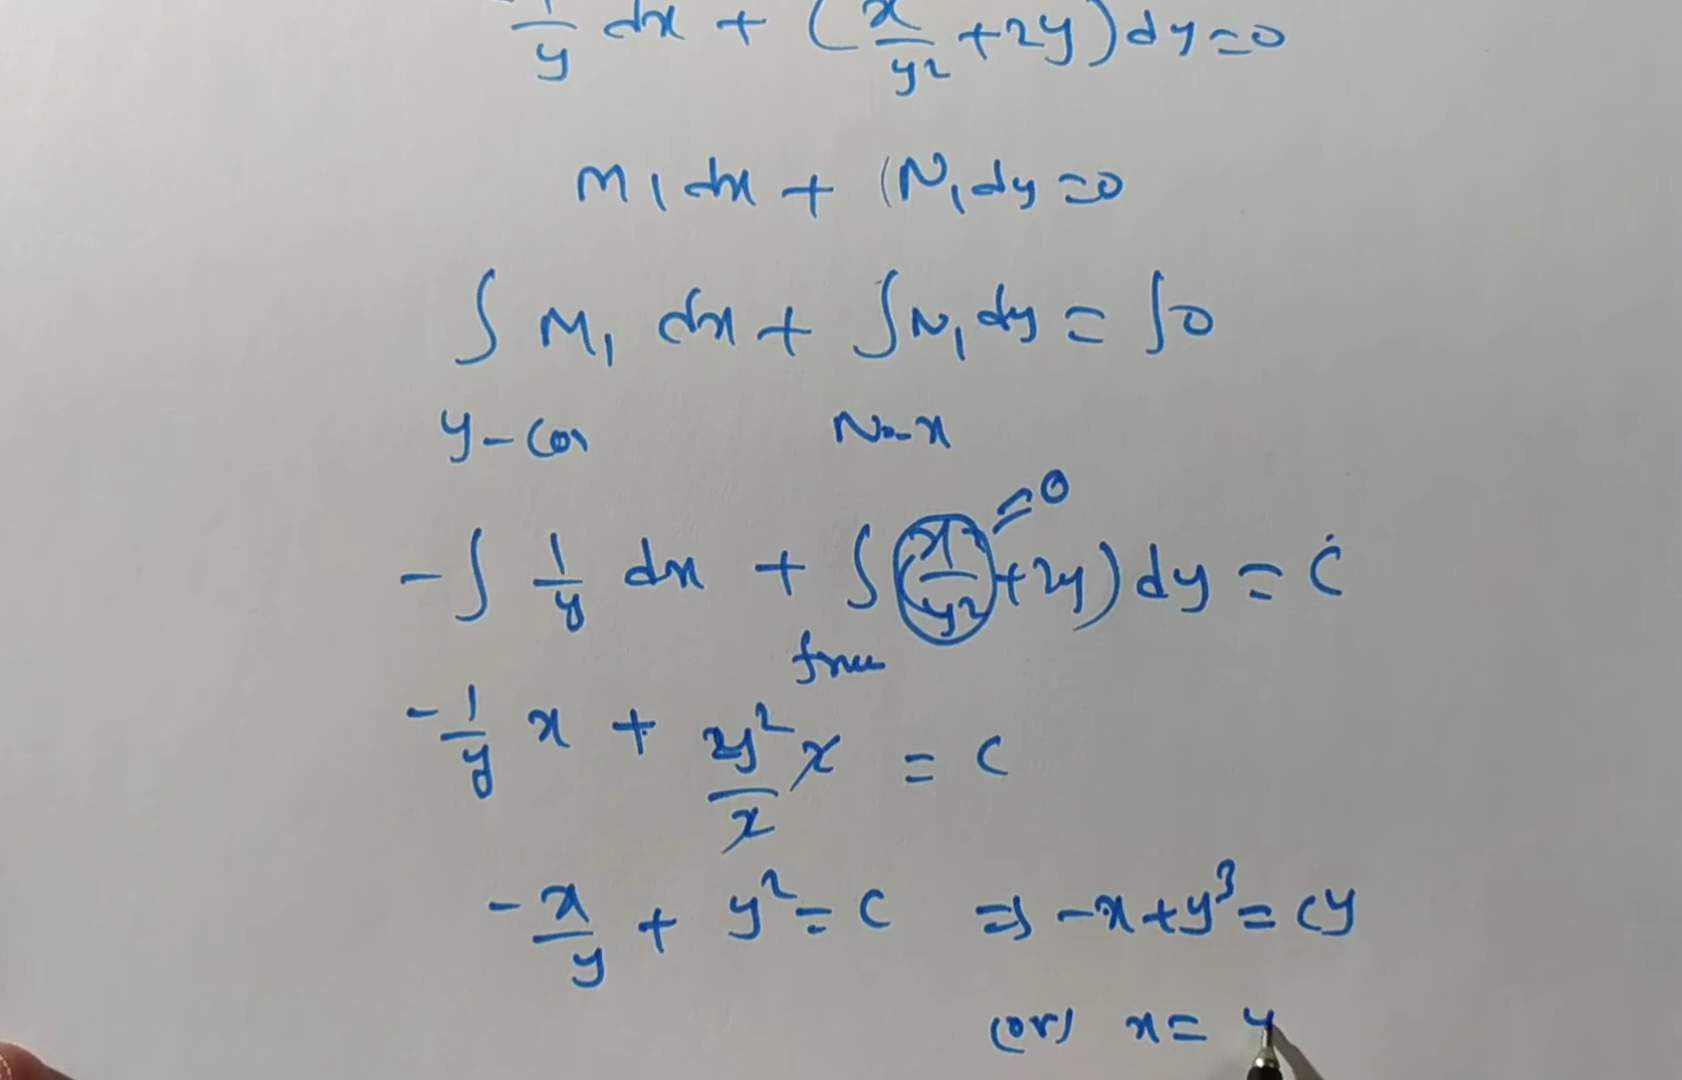 -1/y dx + (x/y² + 2y) dy = 0
M₁ dx + (N₁ dy = 0
∫ M₁ dx + ∫ N₁ dy = ∫0
y-con No-x
-∫ 1/y dx + ∫ (x/y² + 2y) dy = C
= 0
-1/y x + 2y²/2 = C
-x/y + y² = C ⇒ -x + y³ = cy
(or) x = y